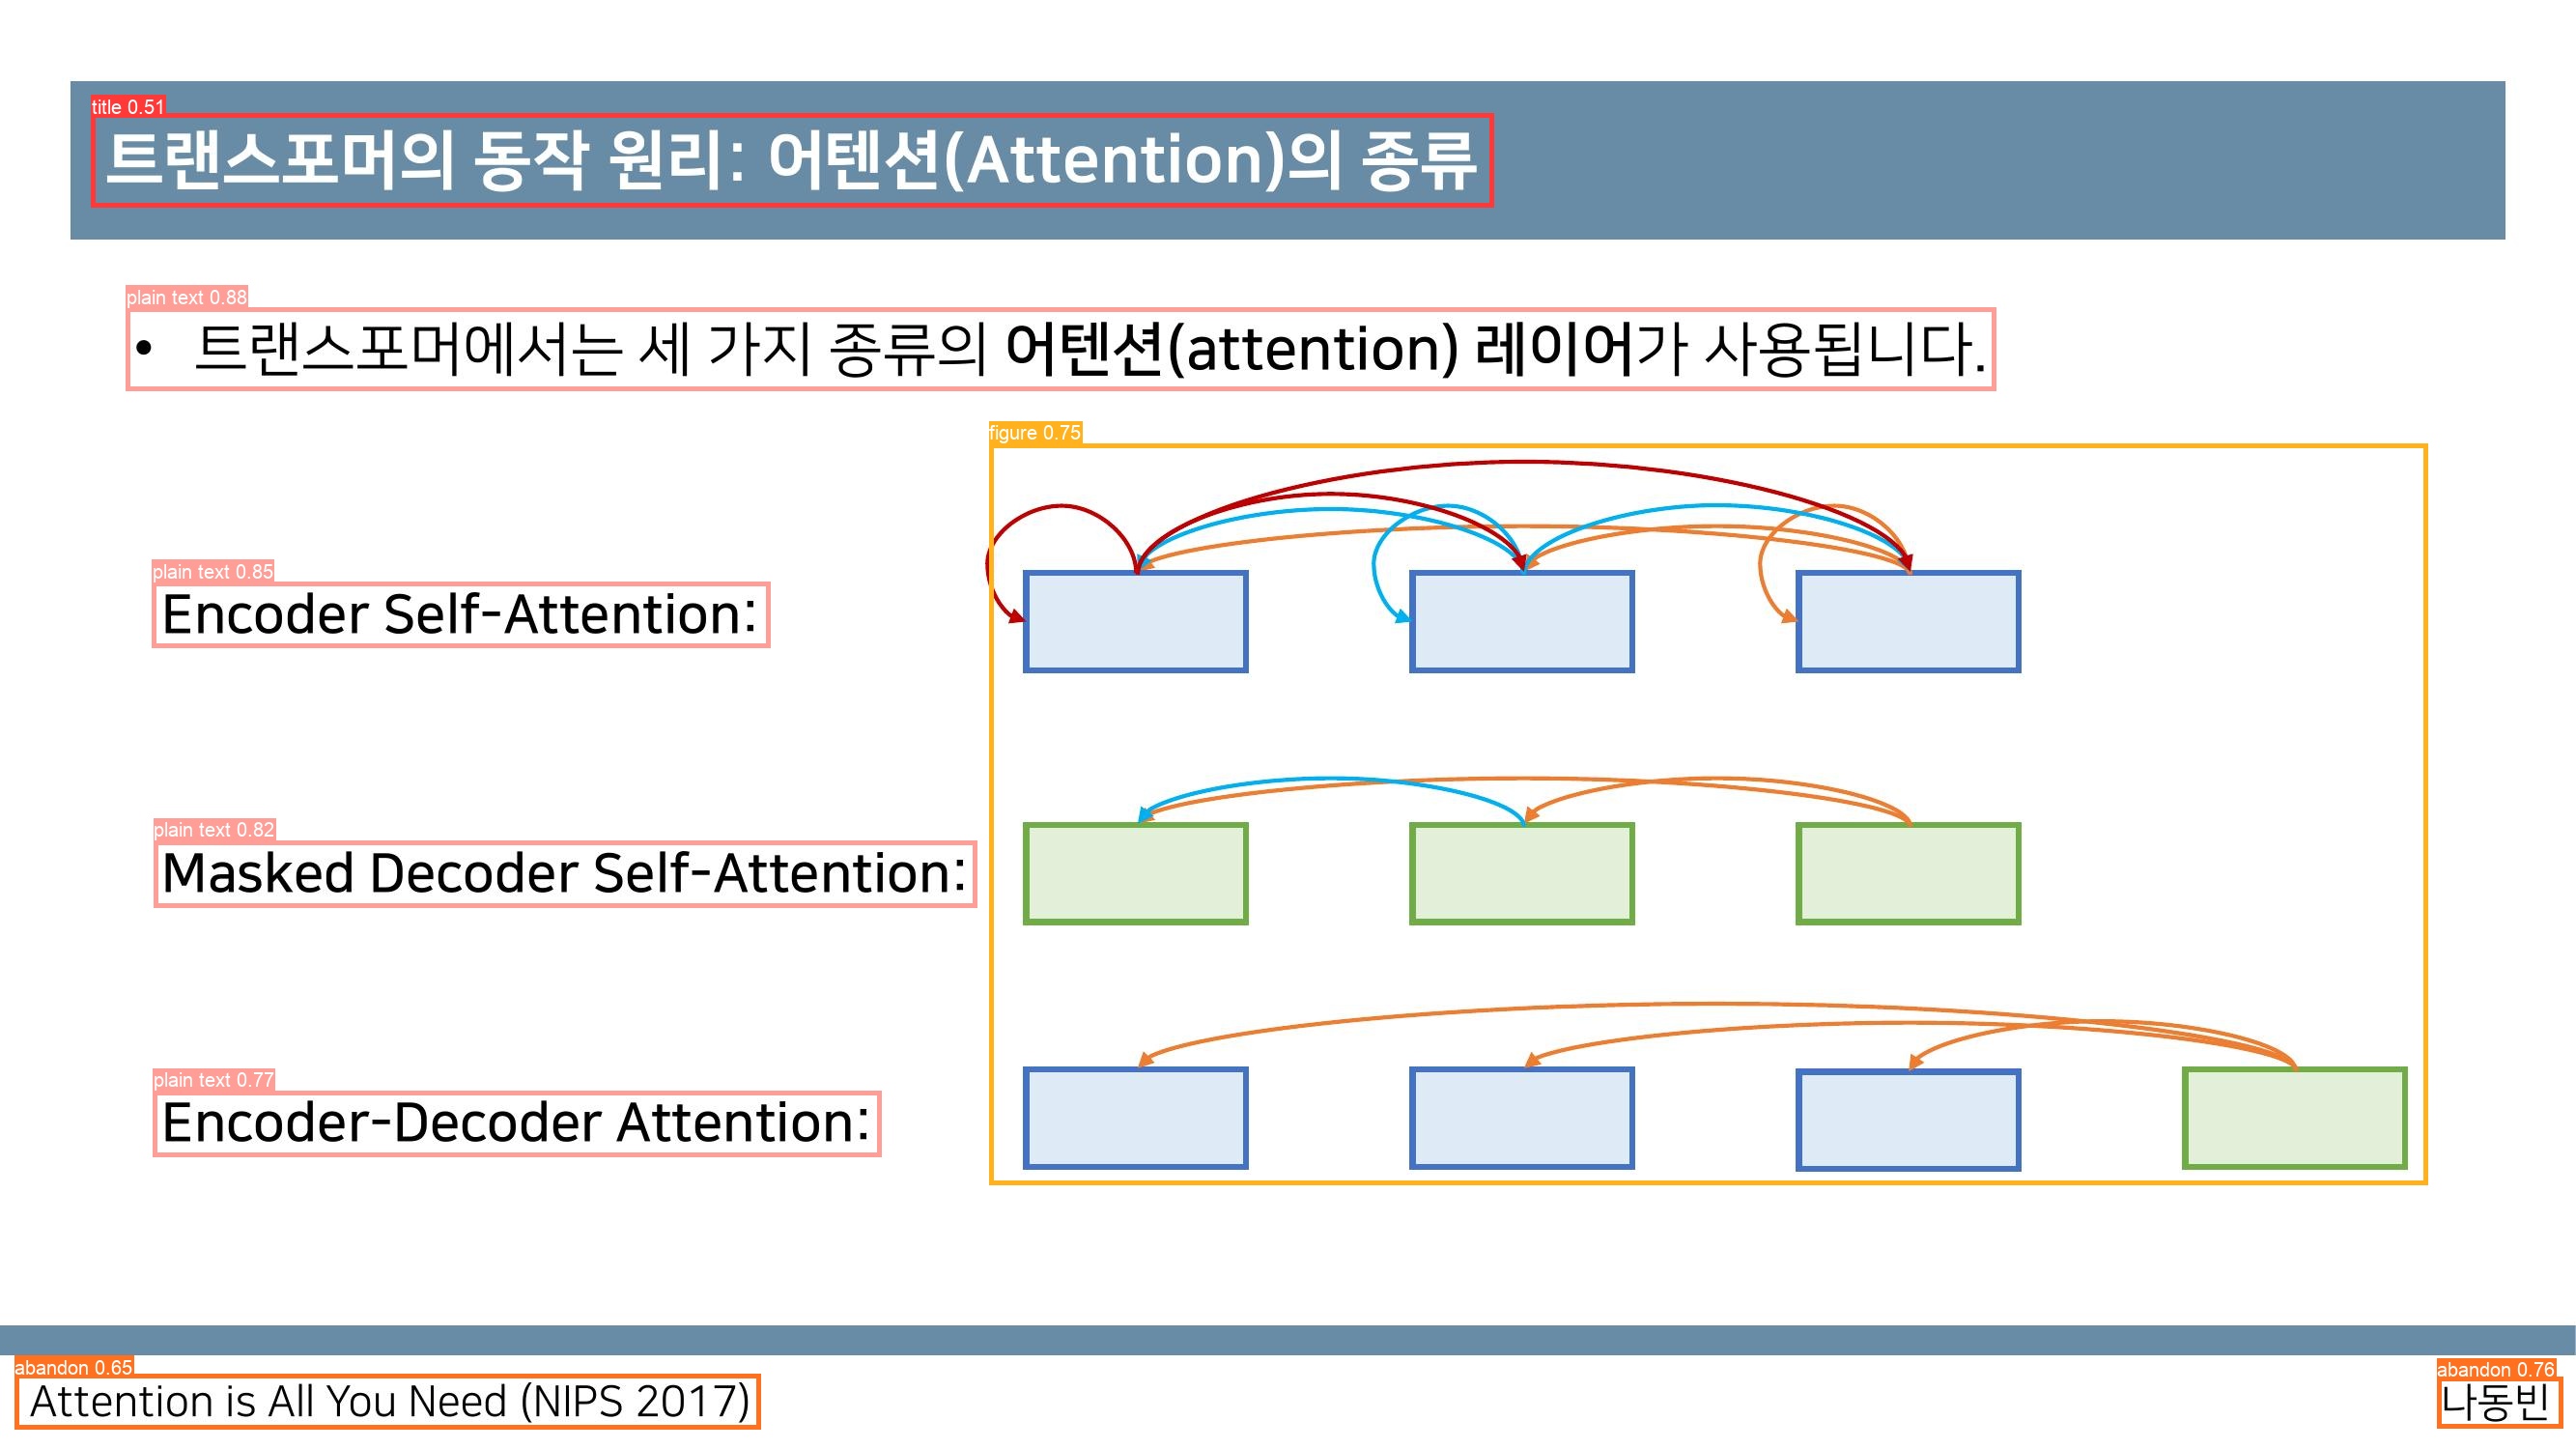 title 0.51
트랜스포머의 동작 원리: 어텐션(Attention)의 종류
plain text 0.88
• 트랜스포머에서는 세 가지 종류의 어텐션(attention) 레이어가 사용됩니다.
figure 0.75
plain text 0.85
Encoder Self-Attention:
plain text 0.82
Masked Decoder Self-Attention:
plain text 0.77
Encoder-Decoder Attention:
abandon 0.65
Attention is All You Need (NIPS 2017)
abandon 0.76
나동빈